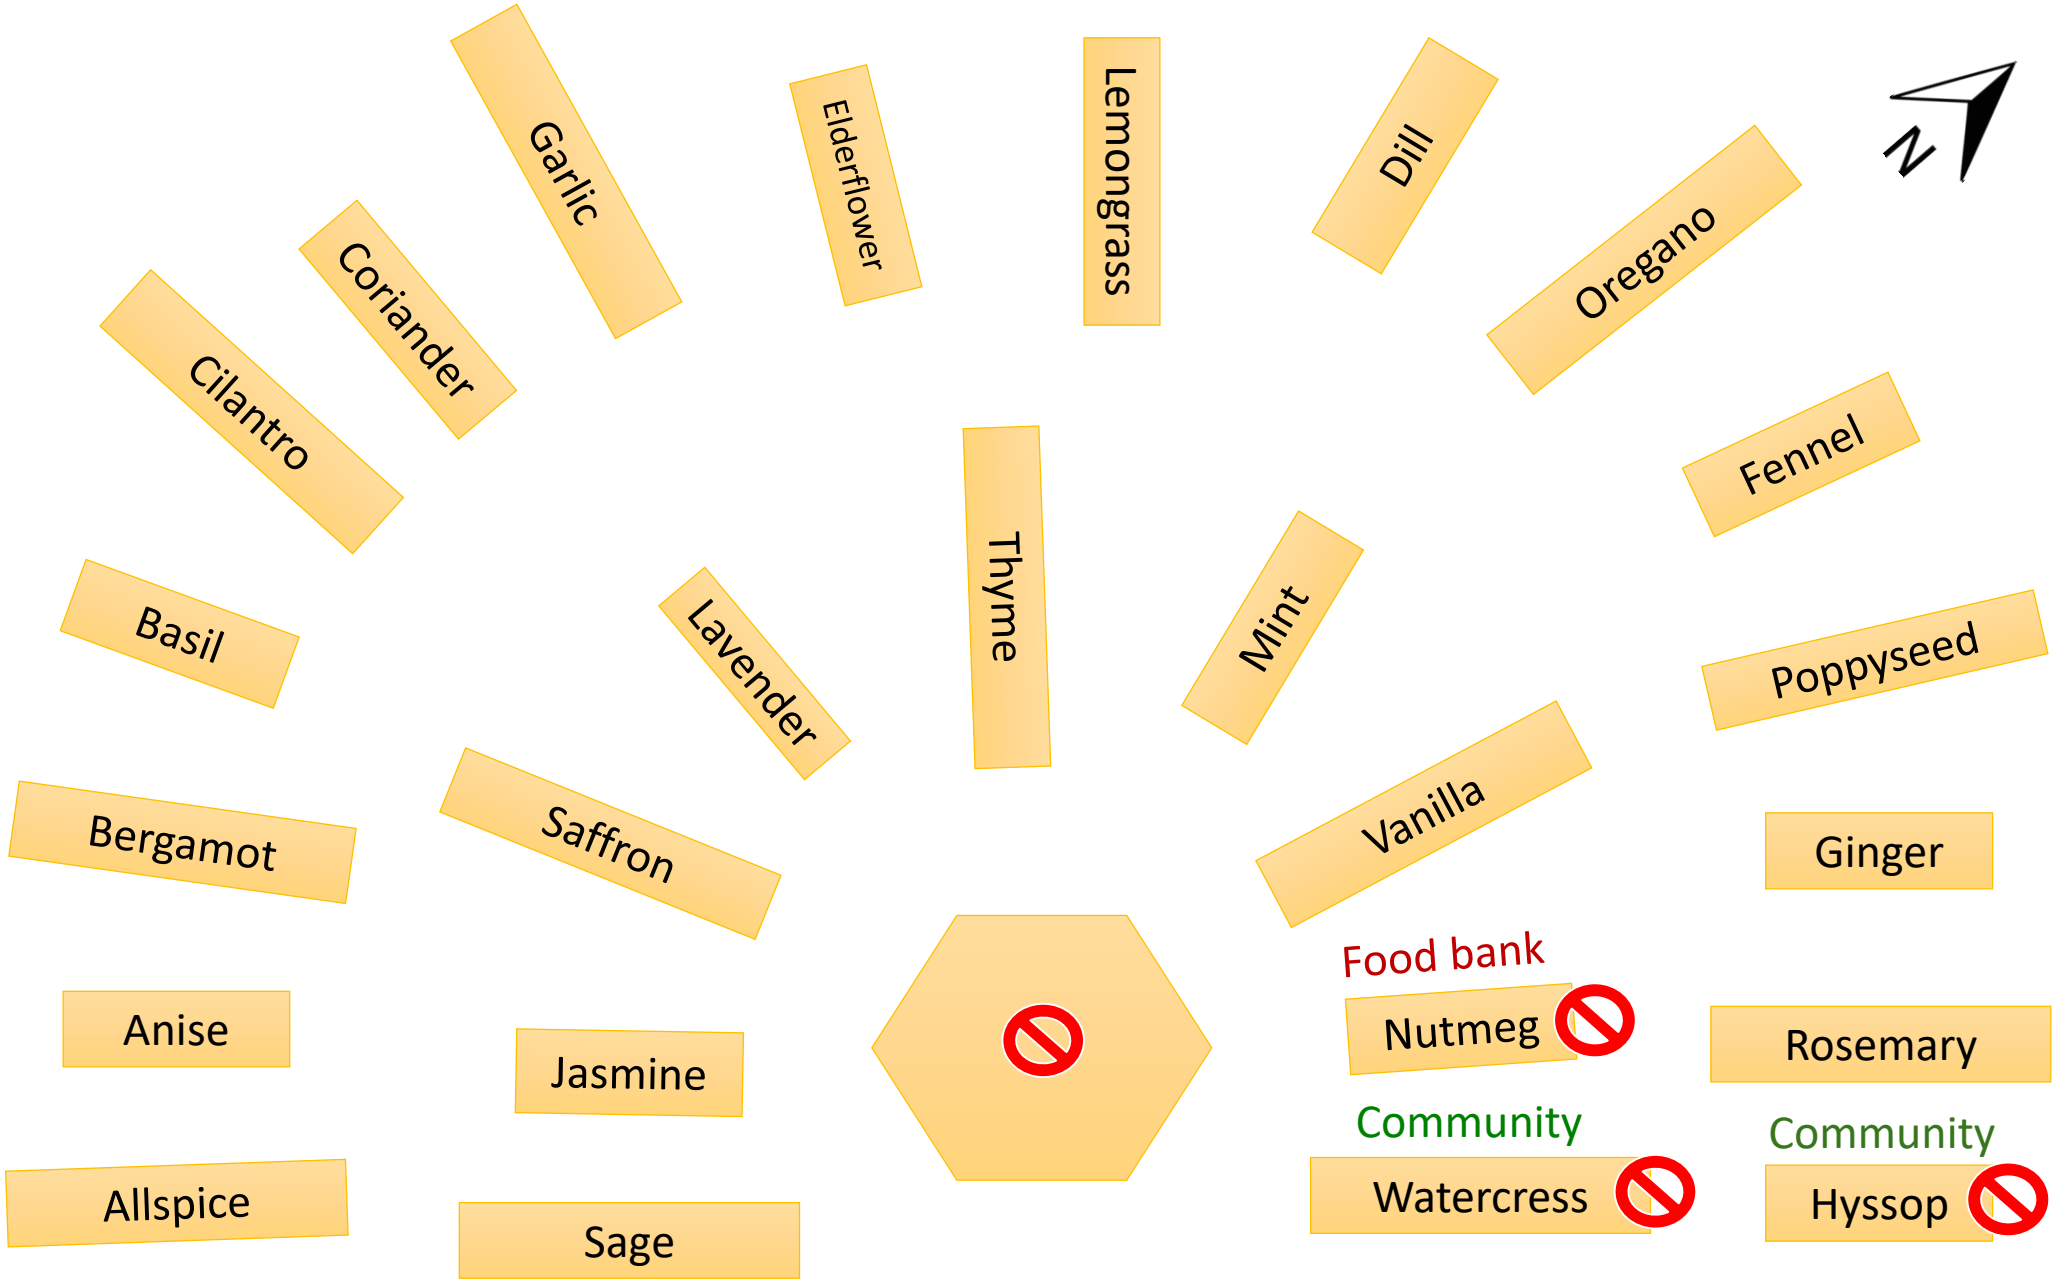 Garlic
Elderflower
Lemongrass
Dill
Oregano
N
Coriander
Cilantro
Fennel
Thyme
Mint
Basil
Lavender
Poppyseed
Vanilla
Bergamot
Saffron
Ginger
Food bank
Nutmeg
Anise
Jasmine
Rosemary
Community
Watercress
Community
Hyssop
Allspice
Sage